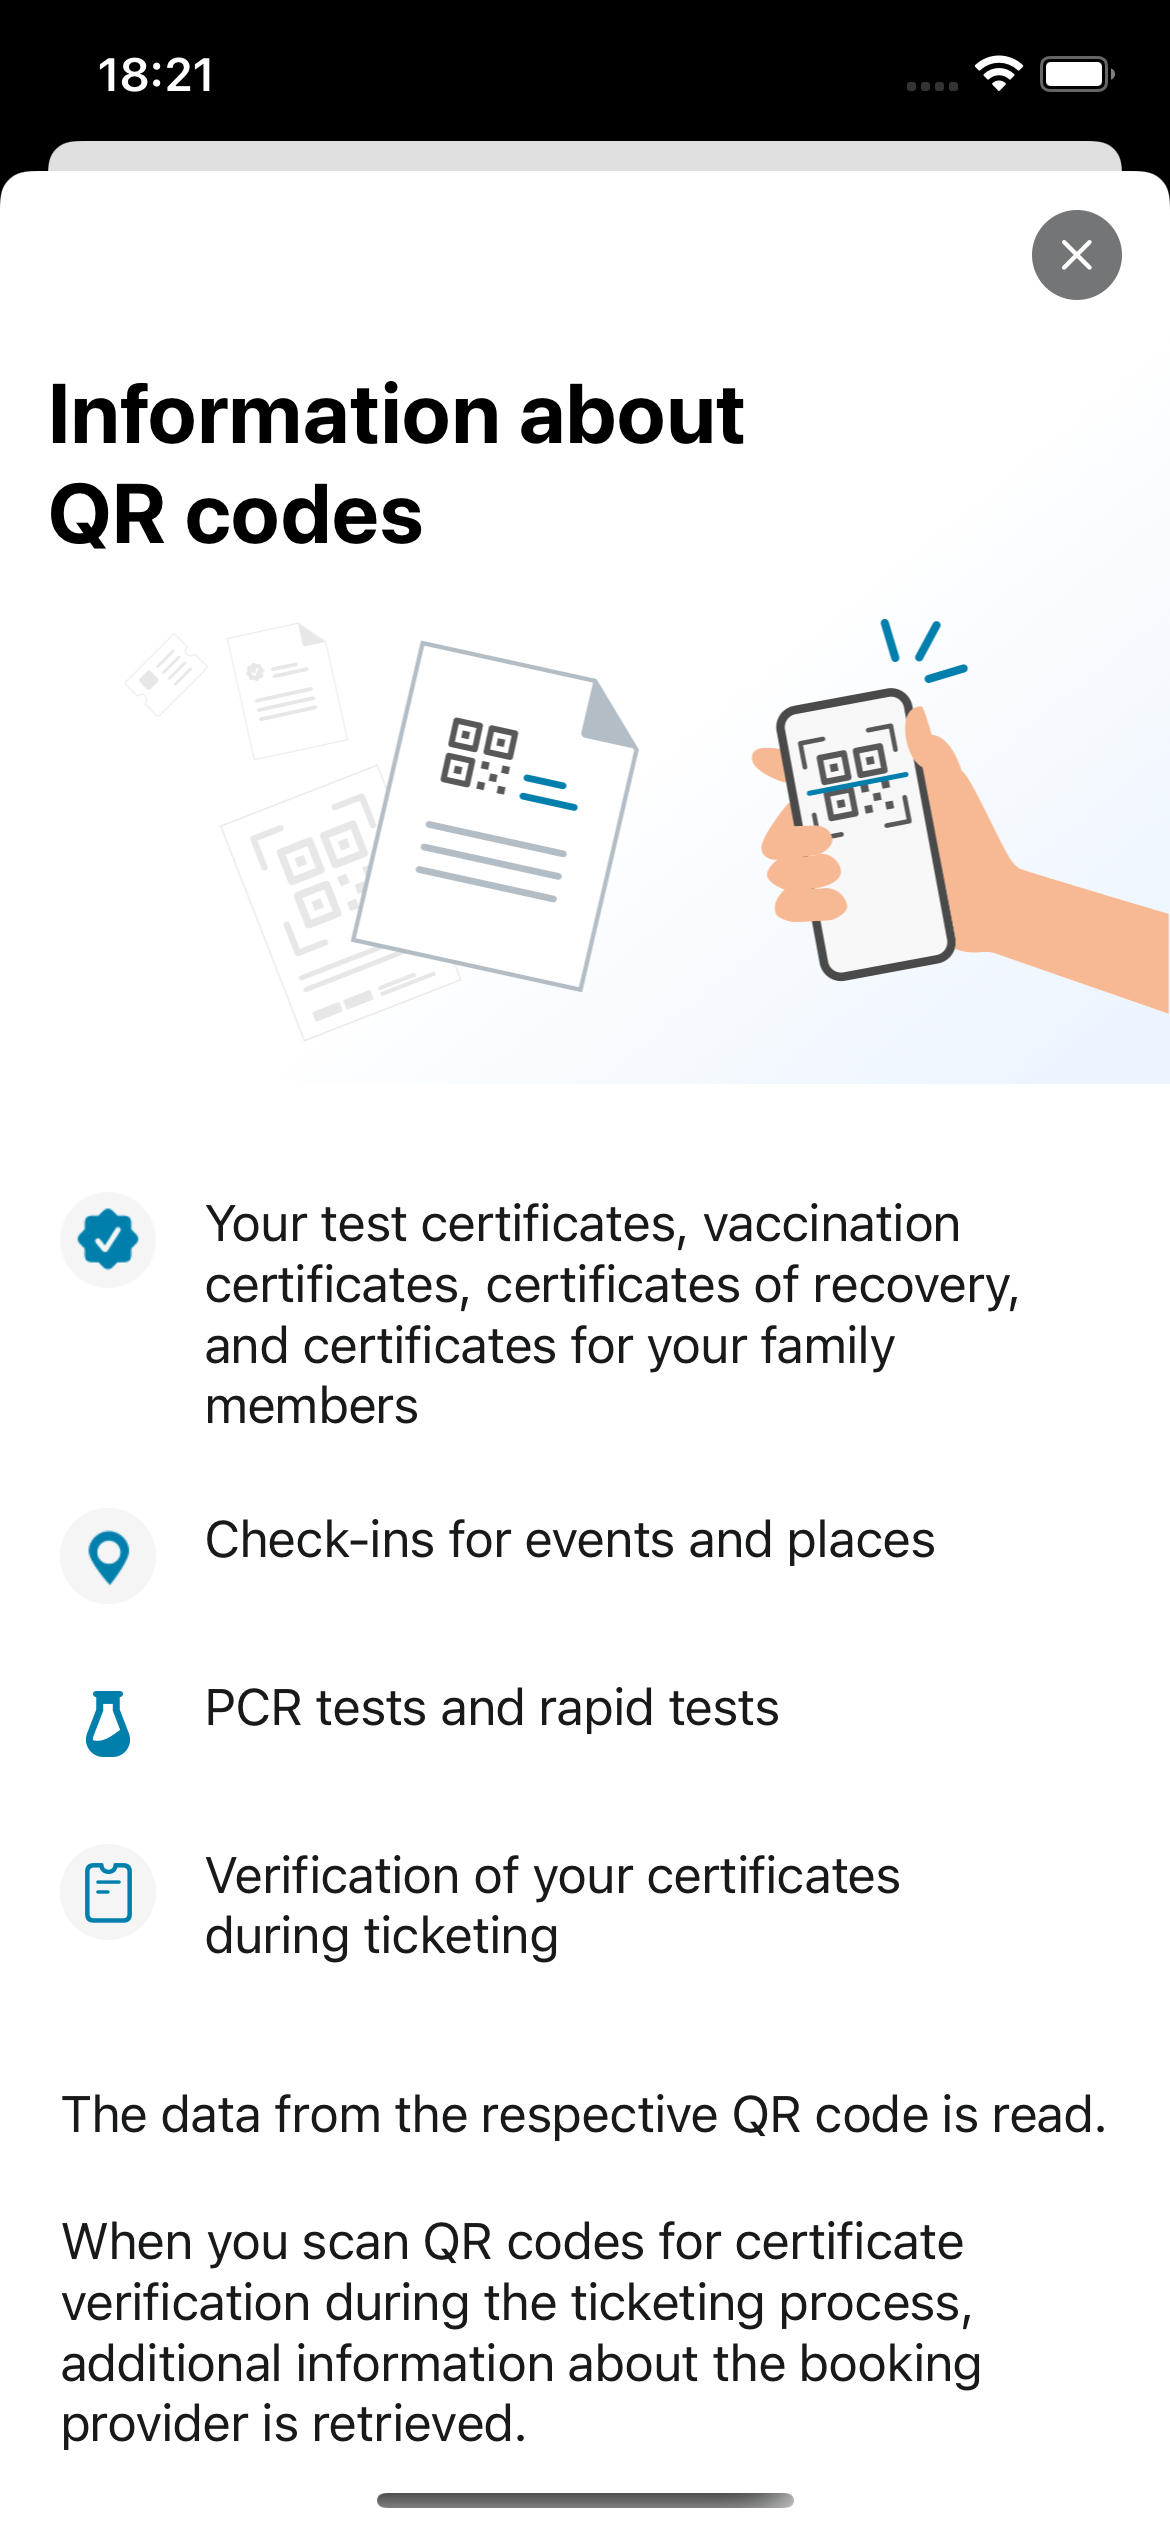 18:21
Information about
QR codes
Your test certificates, vaccination
certificates, certificates of recovery,
and certificates for your family
members
Check-ins for events and places
PCR tests and rapid tests
Verification of your certificates
during ticketing
The data from the respective QR code is read.
When you scan QR codes for certificate
verification during the ticketing process,
additional information about the booking
provider is retrieved.